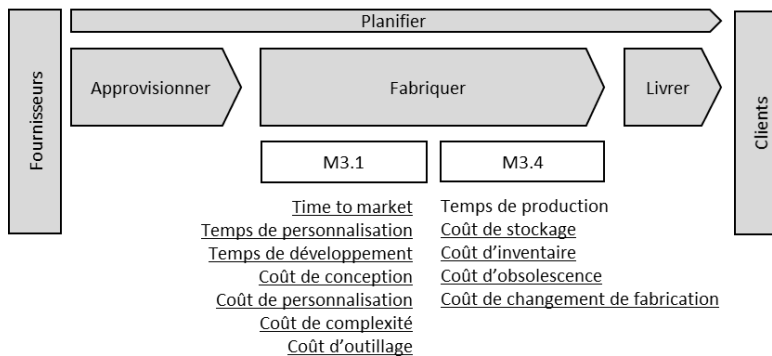 Planifier
Fournisseurs
Approvisionner
Fabriquer
Livrer
Clients
M3.1
M3.4
Time to market
Temps de personnalisation
Temps de développement
Coût de conception
Coût de personnalisation
Coût de complexité
Coût d’outillage
Temps de production
Coût de stockage
Coût d’inventaire
Coût d’obsolescence
Coût de changement de fabrication